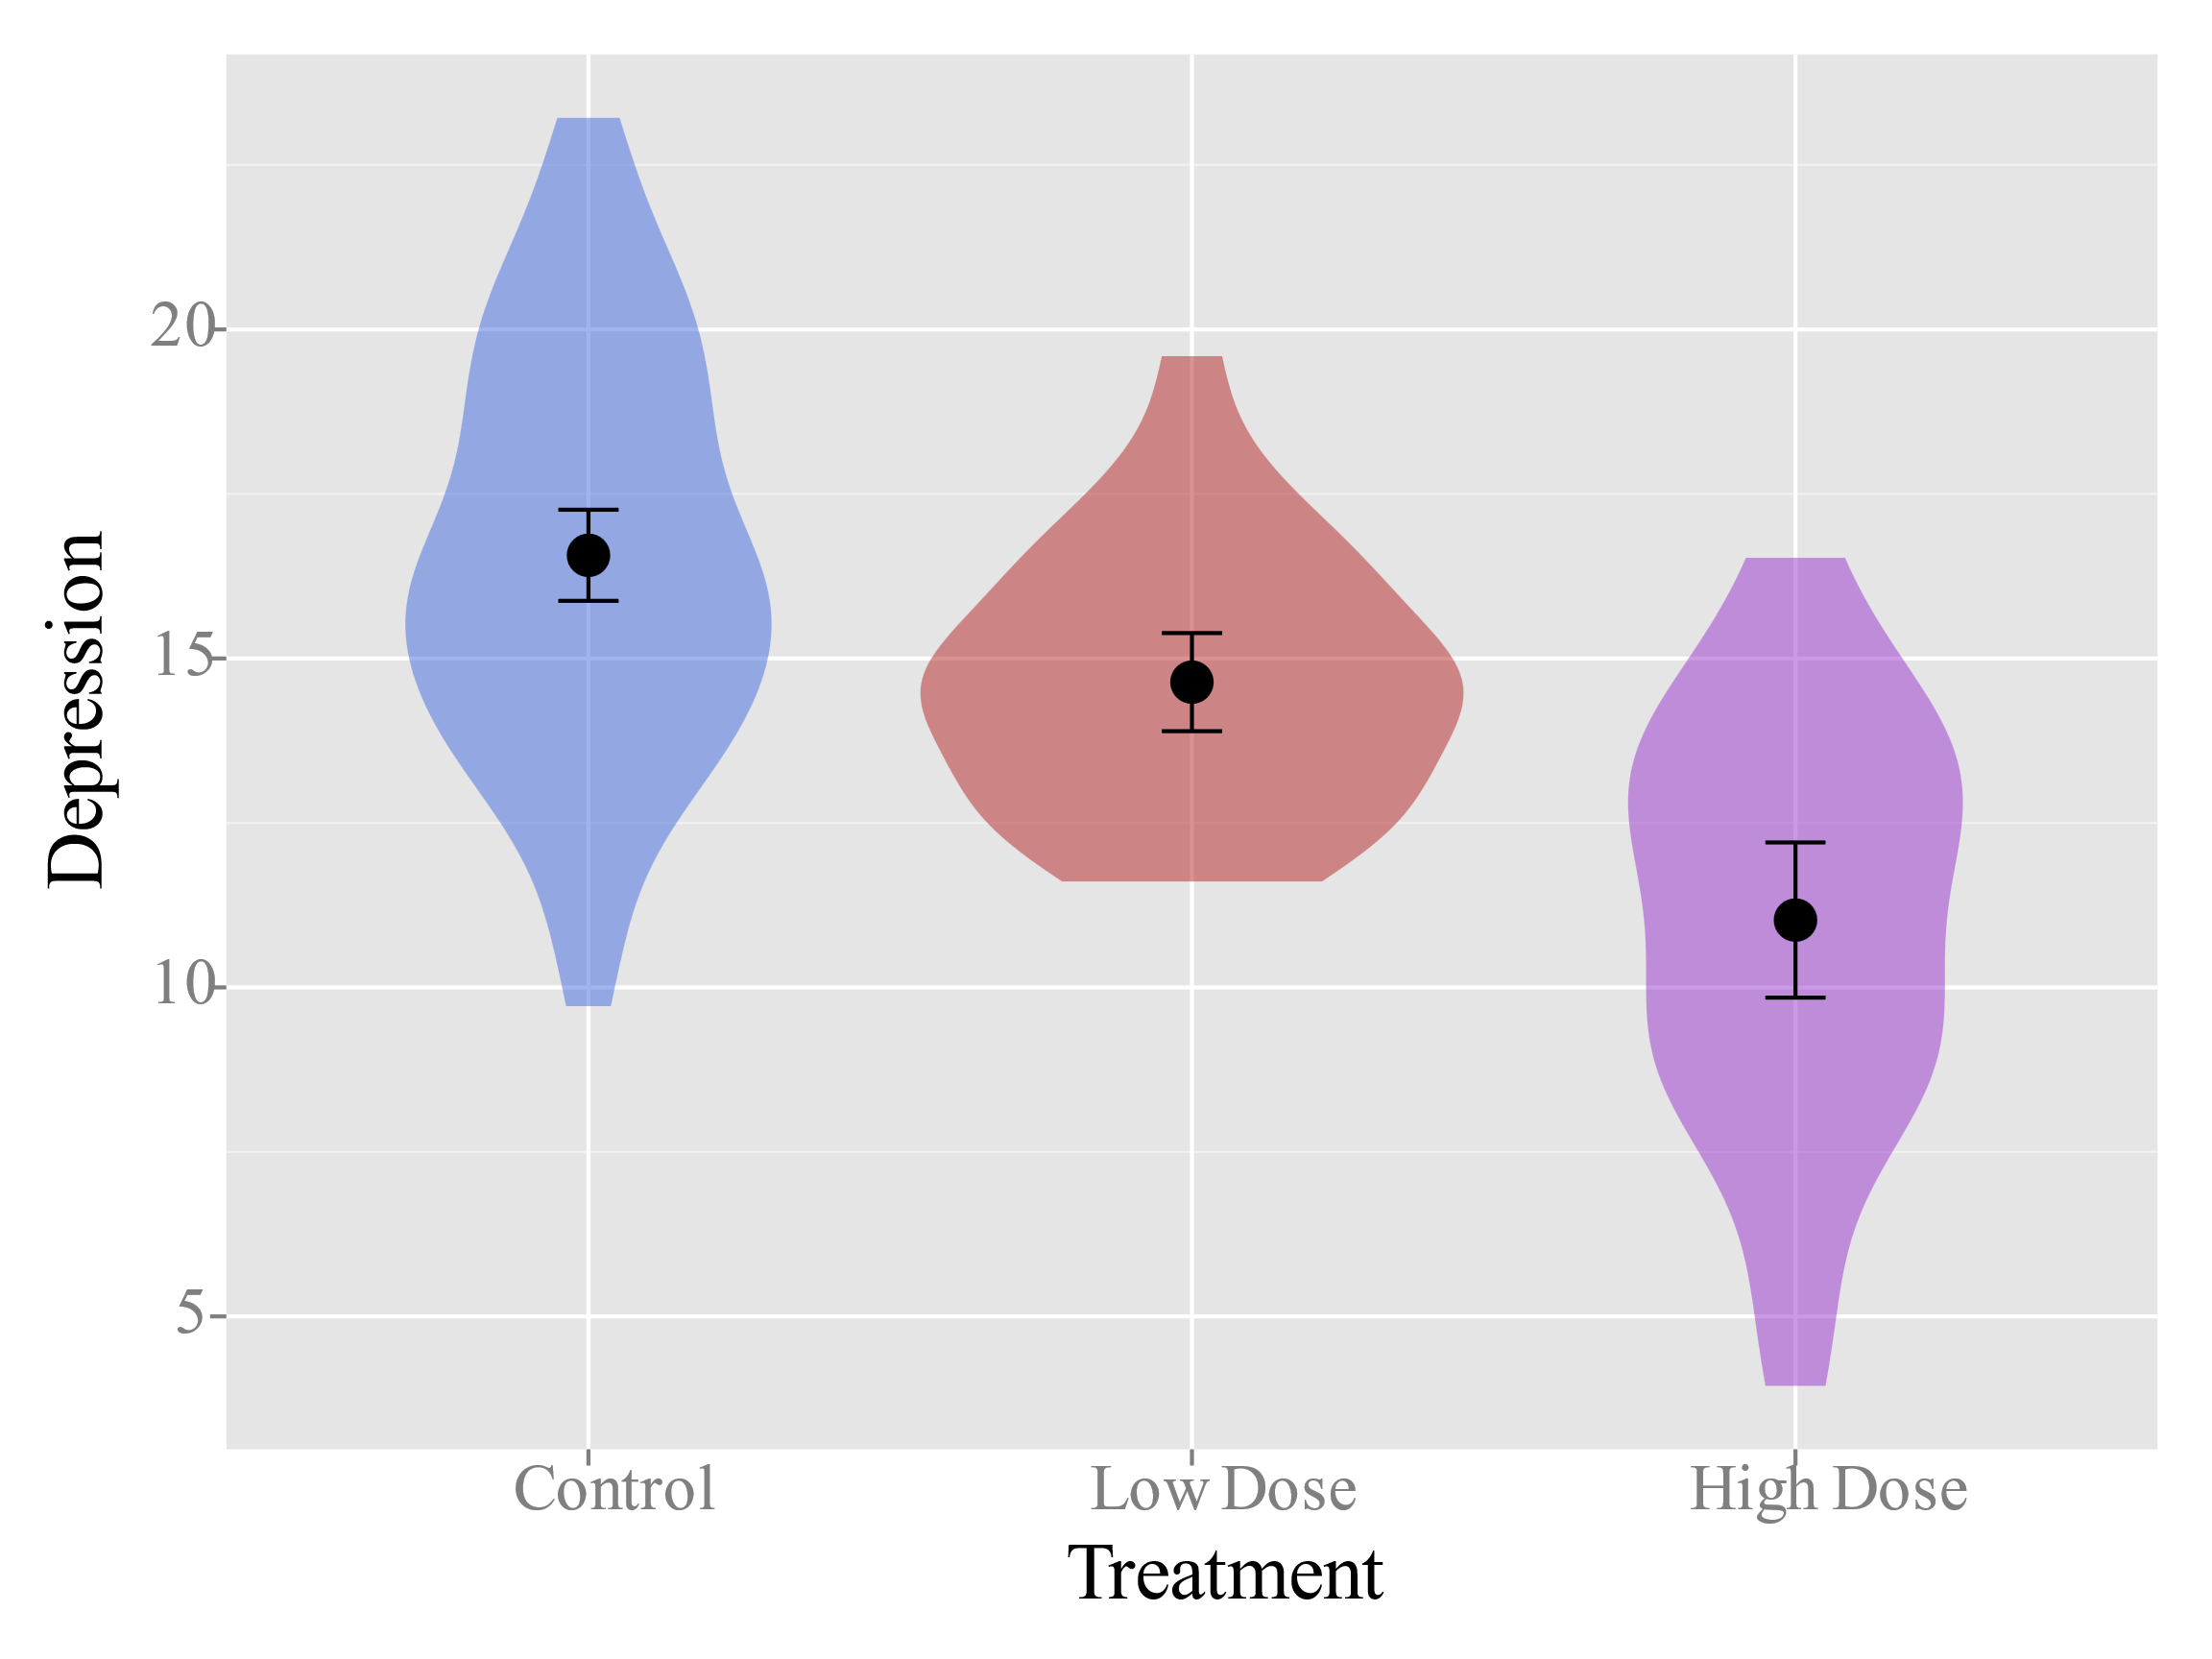 Depression
20
15
10
5
Control
Low Dose
High Dose
Treatment